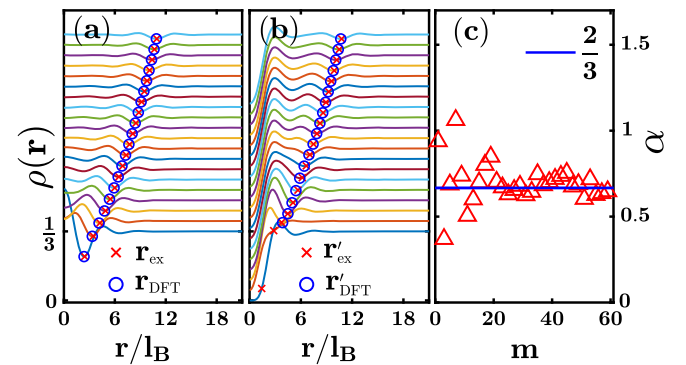 (a)
(b)
(c)
2/3
1.5
1
0.5
0
α
ρ(r)
1/3
0
× r_ex
○ r_DFT
× r′_ex
○ r′_DFT
0 6 12 18
0 6 12 18
0 20 40 60
r/l_B
r/l_B
m